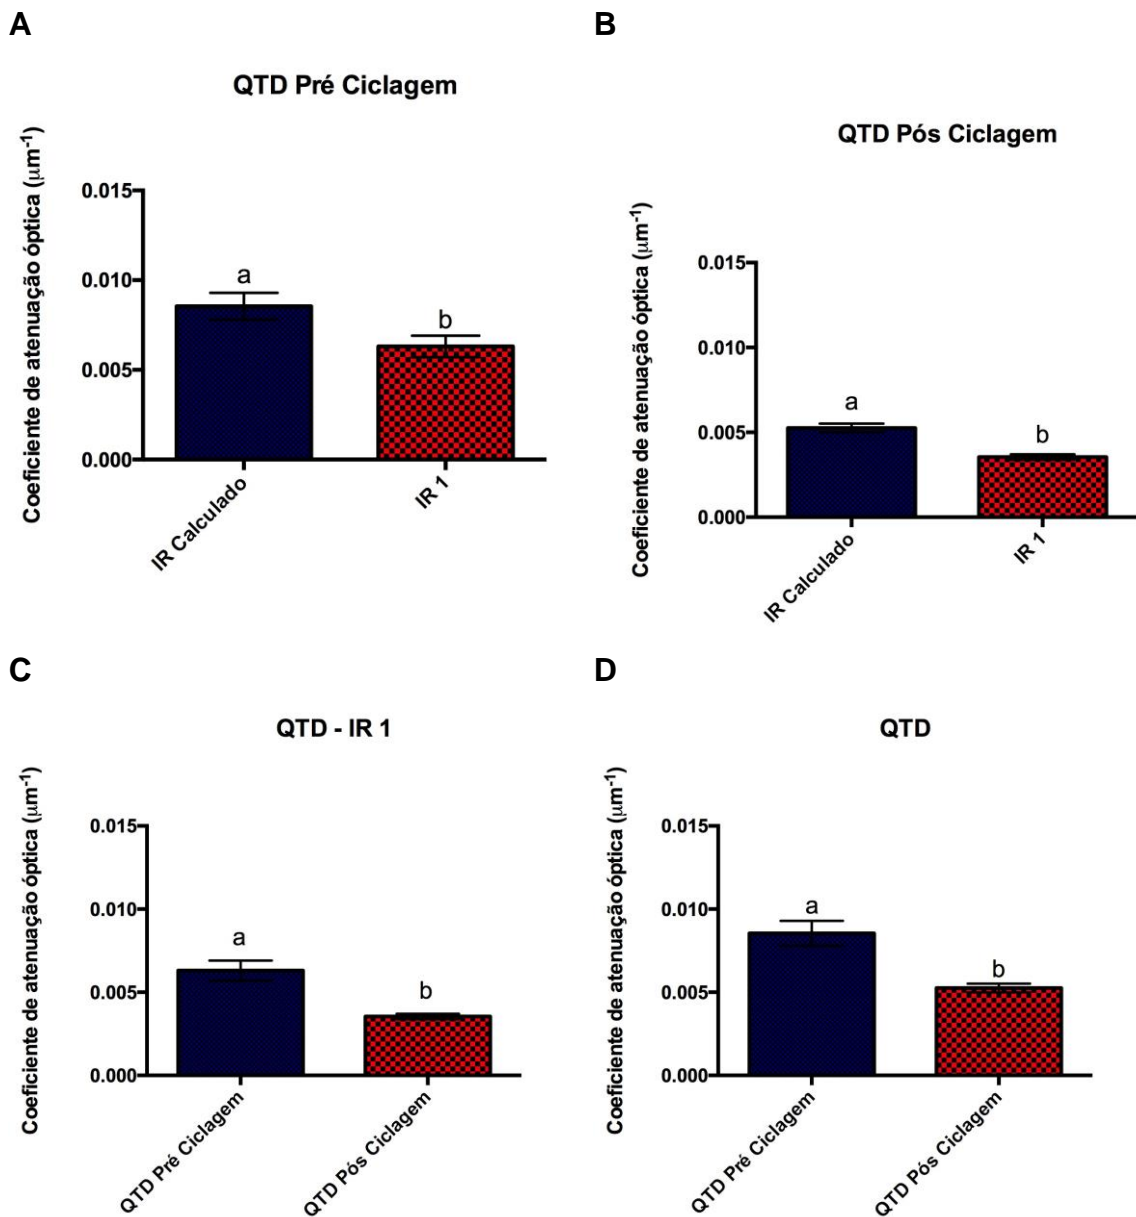 A
QTD Pré Ciclagem
Coeficiente de atenuação óptica (μm⁻¹)
0.015
0.010
0.005
0.000
a
b
IR Calculado
IR 1
B
QTD Pós Ciclagem
Coeficiente de atenuação óptica (μm⁻¹)
0.015
0.010
0.005
0.000
a
b
IR Calculado
IR 1
C
QTD - IR 1
Coeficiente de atenuação óptica (μm⁻¹)
0.015
0.010
0.005
0.000
a
b
QTD Pré Ciclagem
QTD Pós Ciclagem
D
QTD
Coeficiente de atenuação óptica (μm⁻¹)
0.015
0.010
0.005
0.000
a
b
QTD Pré Ciclagem
QTD Pós Ciclagem